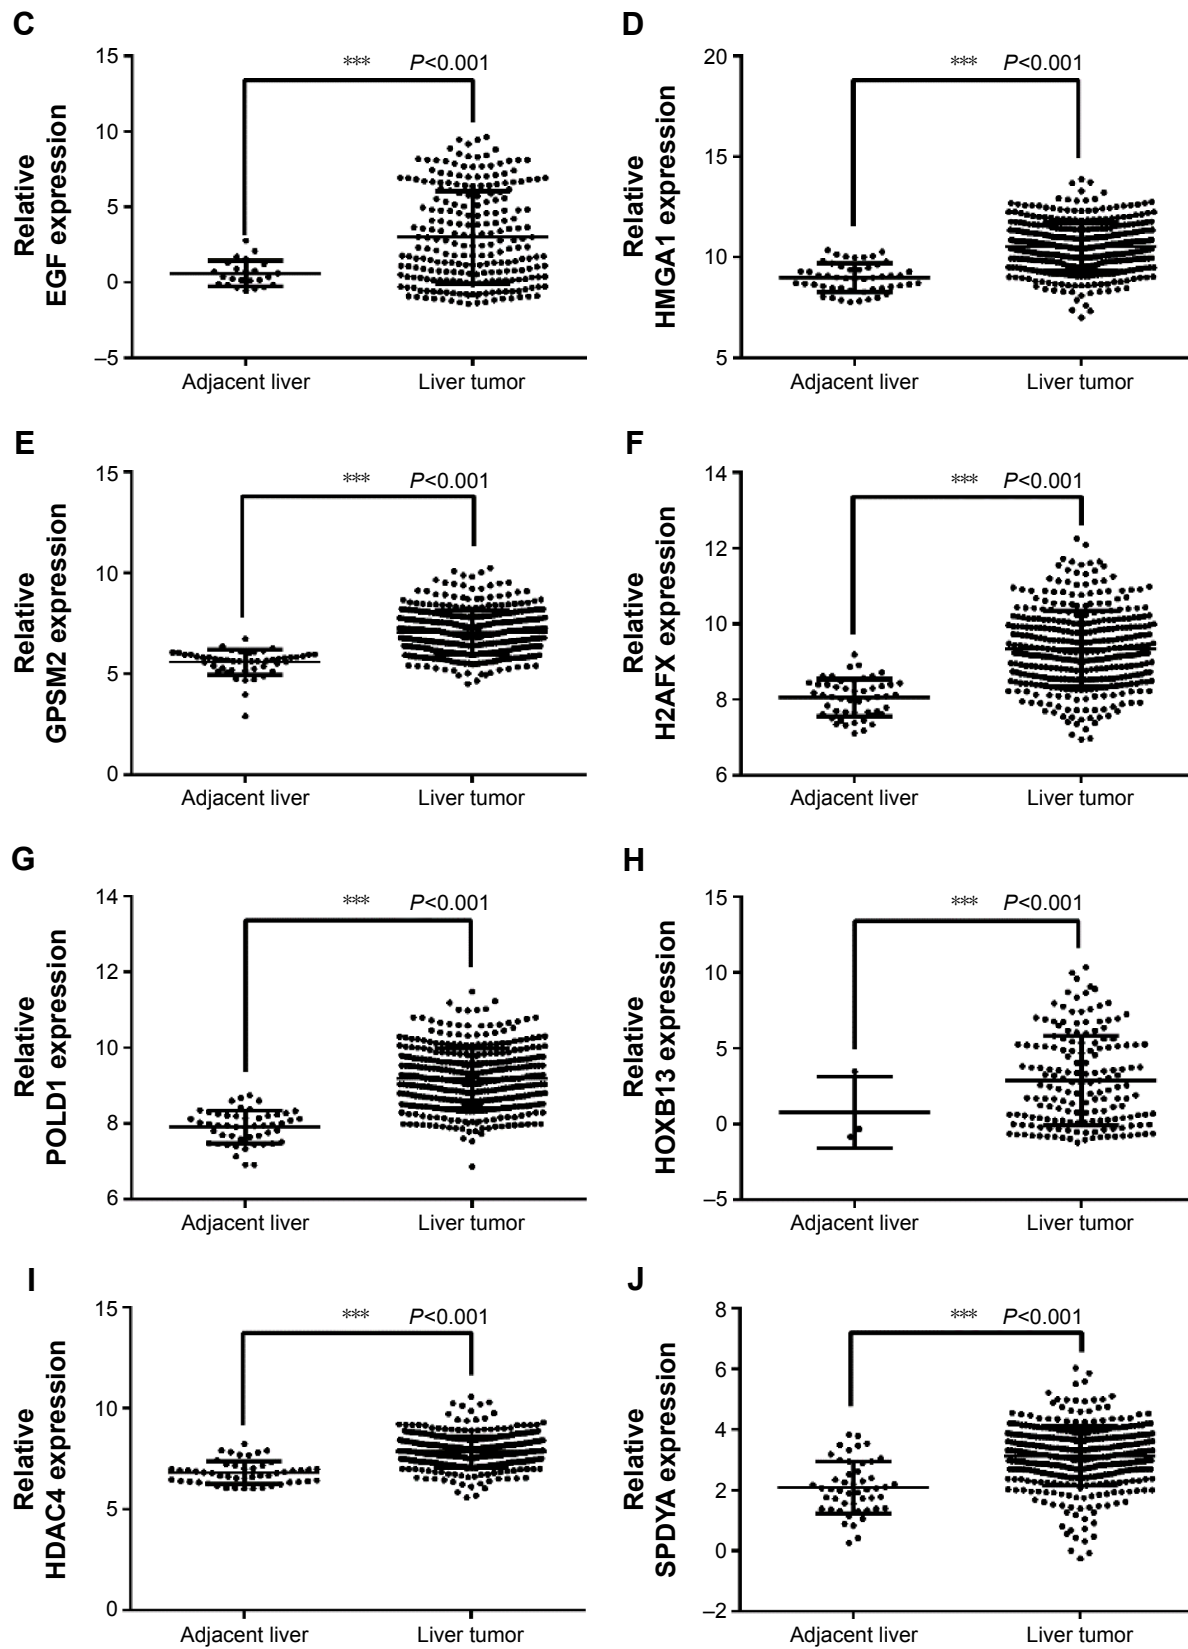 C
Relative
EGF expression
15
10
5
0
–5
*** P<0.001
Adjacent liver
Liver tumor
D
Relative
HMGA1 expression
20
15
10
5
*** P<0.001
Adjacent liver
Liver tumor
E
Relative
GPSM2 expression
15
10
5
0
*** P<0.001
Adjacent liver
Liver tumor
F
Relative
H2AFX expression
14
12
10
8
6
*** P<0.001
Adjacent liver
Liver tumor
G
Relative
POLD1 expression
14
12
10
8
6
*** P<0.001
Adjacent liver
Liver tumor
H
Relative
HOXB13 expression
15
10
5
0
–5
*** P<0.001
Adjacent liver
Liver tumor
I
Relative
HDAC4 expression
15
10
5
0
*** P<0.001
Adjacent liver
Liver tumor
J
Relative
SPDYA expression
8
6
4
2
0
–2
*** P<0.001
Adjacent liver
Liver tumor